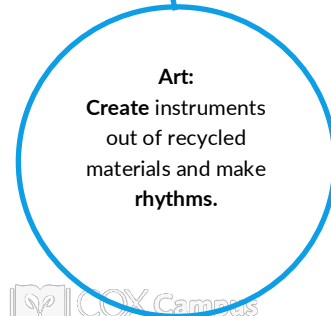 Art:
Create instruments
out of recycled
materials and make
rhythms.
COX Campus